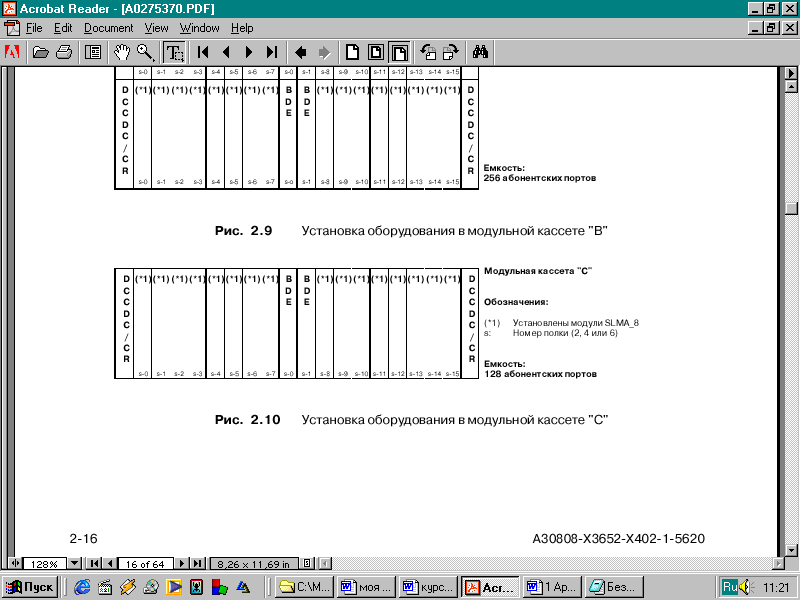 Acrobat Reader - [A0275370.PDF]
File Edit Document View Window Help
s-0 s-1 s-2 s-3 s-4 s-5 s-6 s-7 s-0 s-1 s-8 s-9 s-10 s-11 s-12 s-13 s-14 s-15
D (*1) (*1) (*1) (*1) (*1) (*1) (*1) (*1) B B (*1) (*1) (*1) (*1) (*1) (*1) (*1) (*1) D
C D D C
C E E C
D D
C C
/ /
C C
R R
Емкость:
256 абонентских портов
s-0 s-1 s-2 s-3 s-4 s-5 s-6 s-7 s-o s-1 s-8 s-9 s-10 s-11 s-12 s-13 s-14 s-15
Рис. 2.9 Установка оборудования в модульной кассете "B"
Модульная кассета "C"
D (*1) (*1) (*1) (*1) (*1) (*1) (*1) (*1) B B (*1) (*1) (*1) (*1) (*1) (*1) (*1) (*1) D
C D D C
C E E C
D D
C C
/ /
C C
R R
Обозначения:
(*1) Установлены модули SLMA_8
s: Номер полки (2, 4 или 6)
Емкость:
128 абонентских портов
s-0 s-1 s-2 s-3 s-4 s-5 s-6 s-7 s-0 s-1 s-8 s-9 s-10 s-11 s-12 s-13 s-14 s-15
Рис. 2.10 Установка оборудования в модульной кассете "C"
2-16 A30808-X3652-X402-1-5620
128% 16 of 64 8,26 x 11,69 in
Пуск C:\М... моя ... курс... Acr... 1 Ар... Без... Ru 11:21